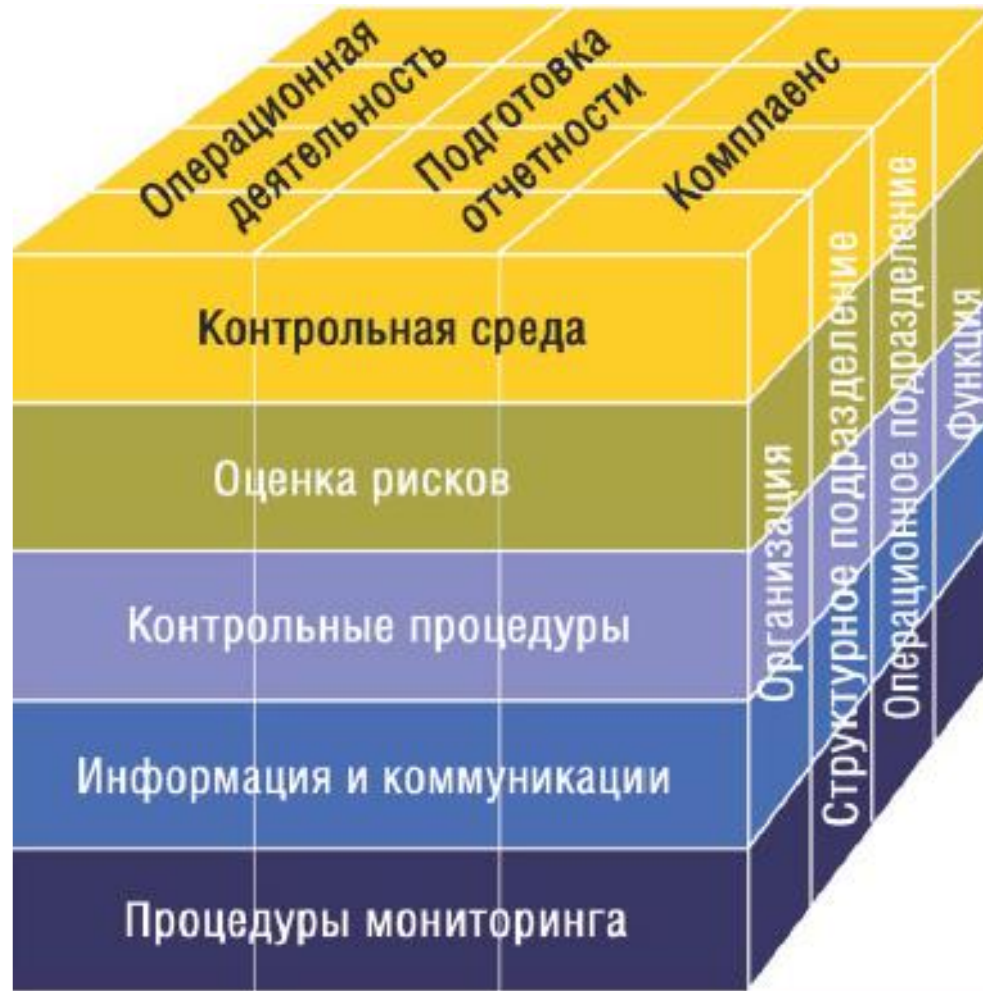 Операционная
деятельность
Подготовка
отчетности
Комплаенс
Контрольная среда
Оценка рисков
Контрольные процедуры
Информация и коммуникации
Процедуры мониторинга
Организация
Структурное подразделение
Операционное подразделение
Функция